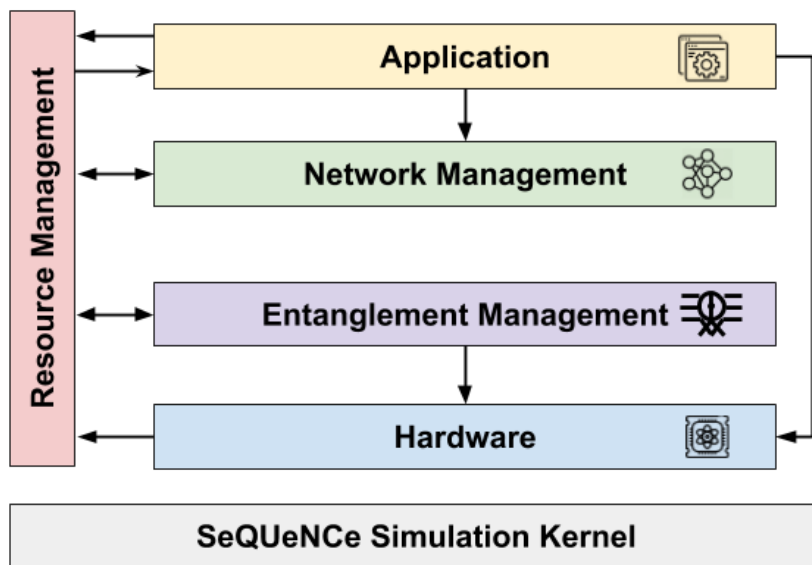 Resource Management
Application
Network Management
Entanglement Management
Hardware
SeQUeNCe Simulation Kernel